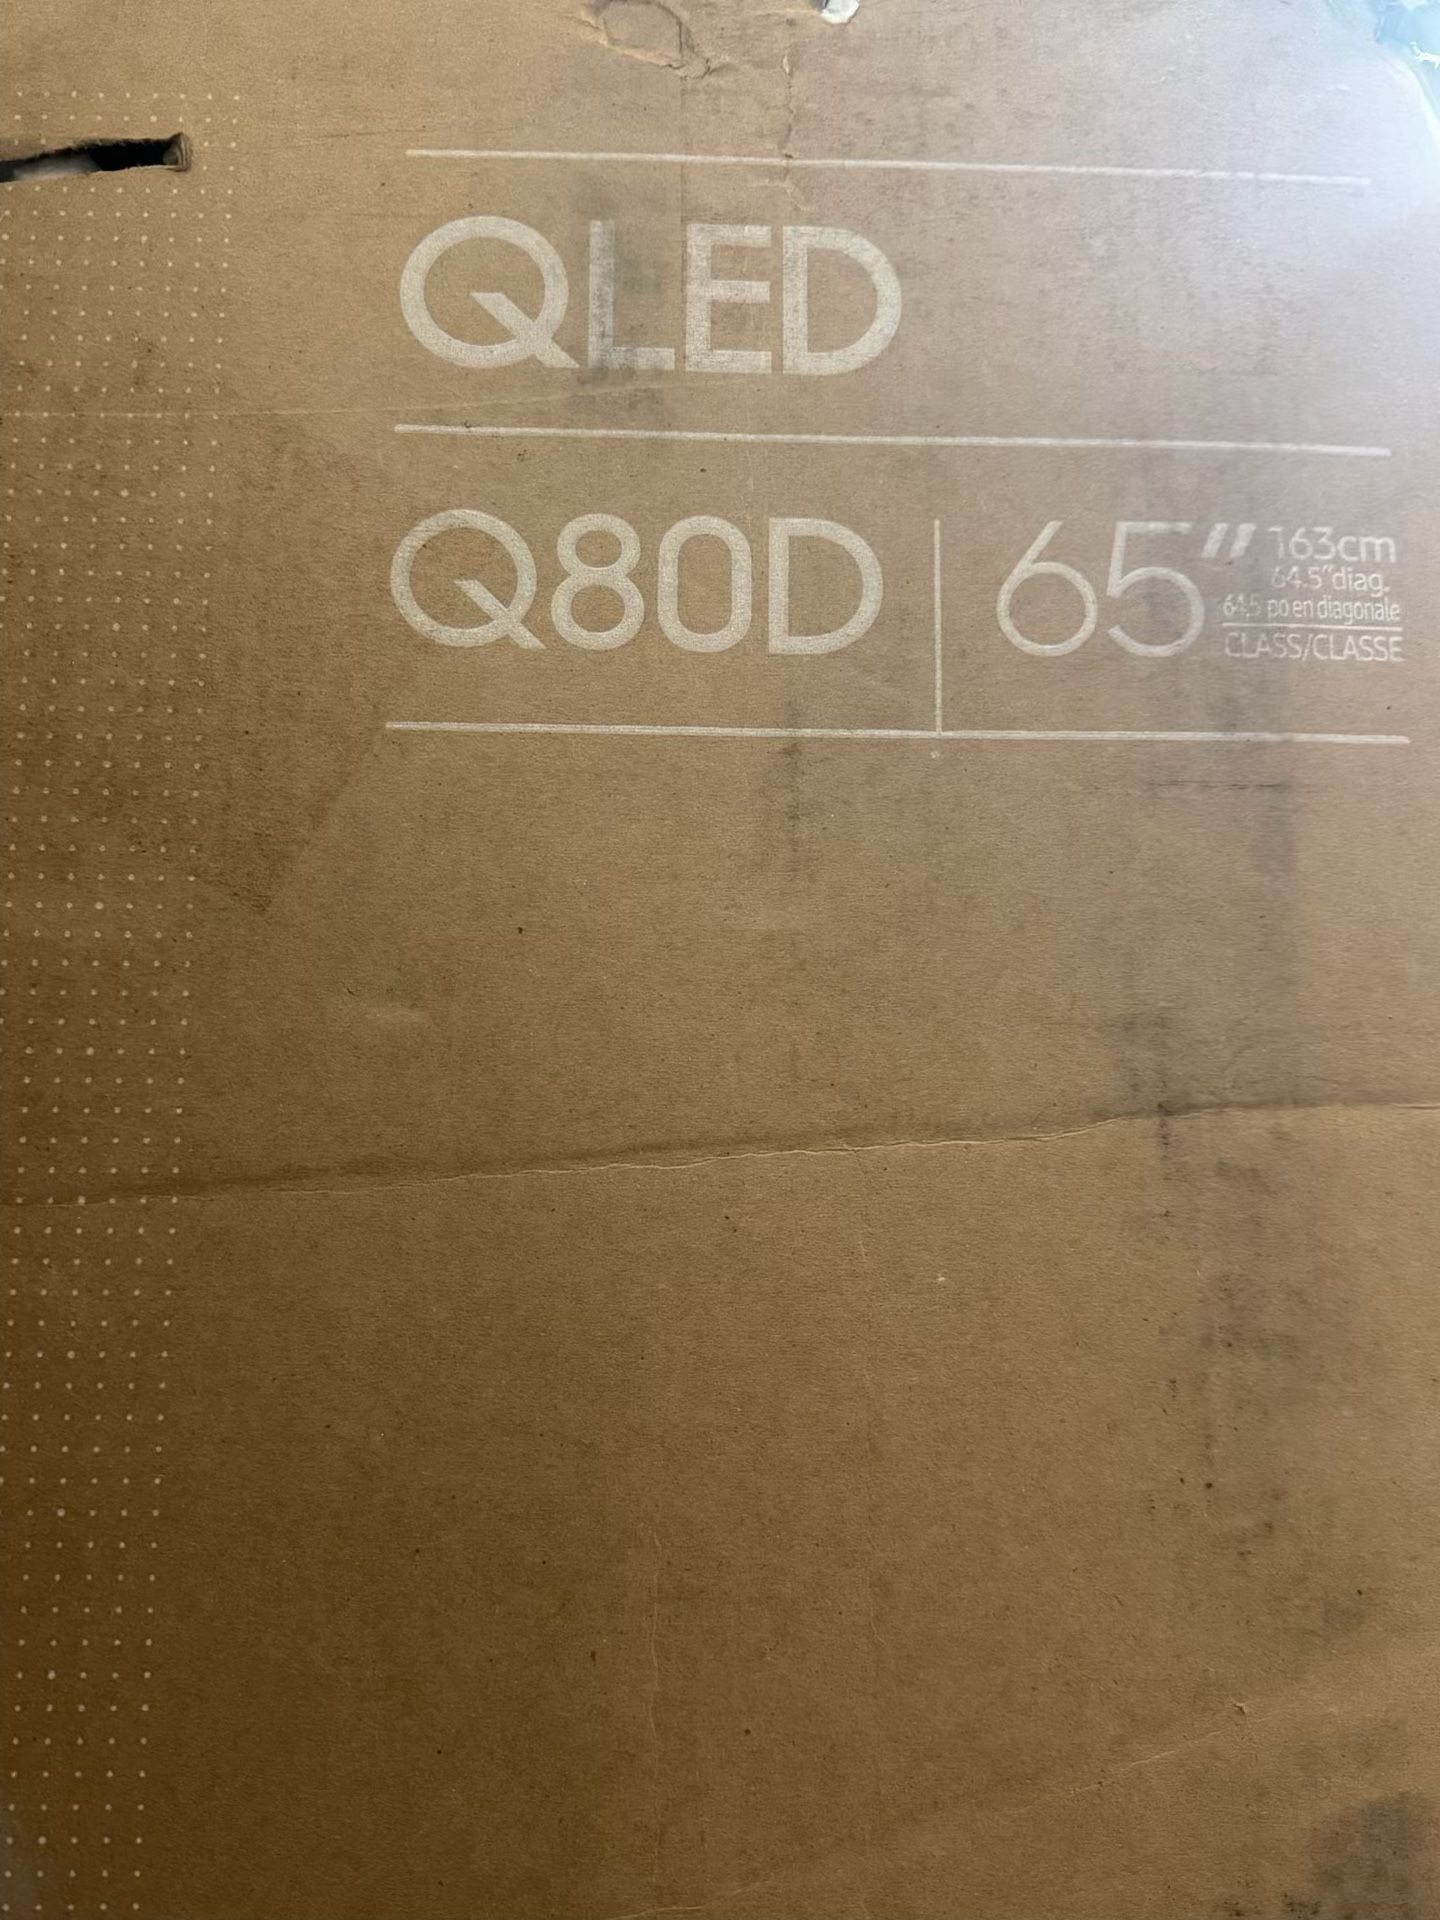 QLED
Q80D
65"
163cm
64.5"diag.
64,5 po en diagonale
CLASS/CLASSE